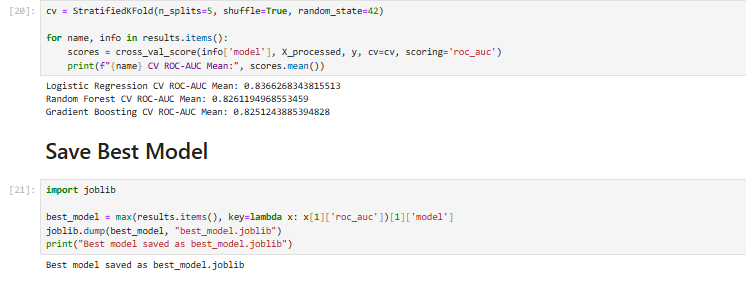 [20]: cv = StratifiedKFold(n_splits=5, shuffle=True, random_state=42)
for name, info in results.items():
    scores = cross_val_score(info['model'], X_processed, y, cv=cv, scoring='roc_auc')
    print(f"{name} CV ROC-AUC Mean:", scores.mean())
Logistic Regression CV ROC-AUC Mean: 0.8366268343815513
Random Forest CV ROC-AUC Mean: 0.8261194968553459
Gradient Boosting CV ROC-AUC Mean: 0.8251243885394828
Save Best Model
[21]: import joblib
best_model = max(results.items(), key=lambda x: x[1]['roc_auc'])[1]['model']
joblib.dump(best_model, "best_model.joblib")
print("Best model saved as best_model.joblib")
Best model saved as best_model.joblib